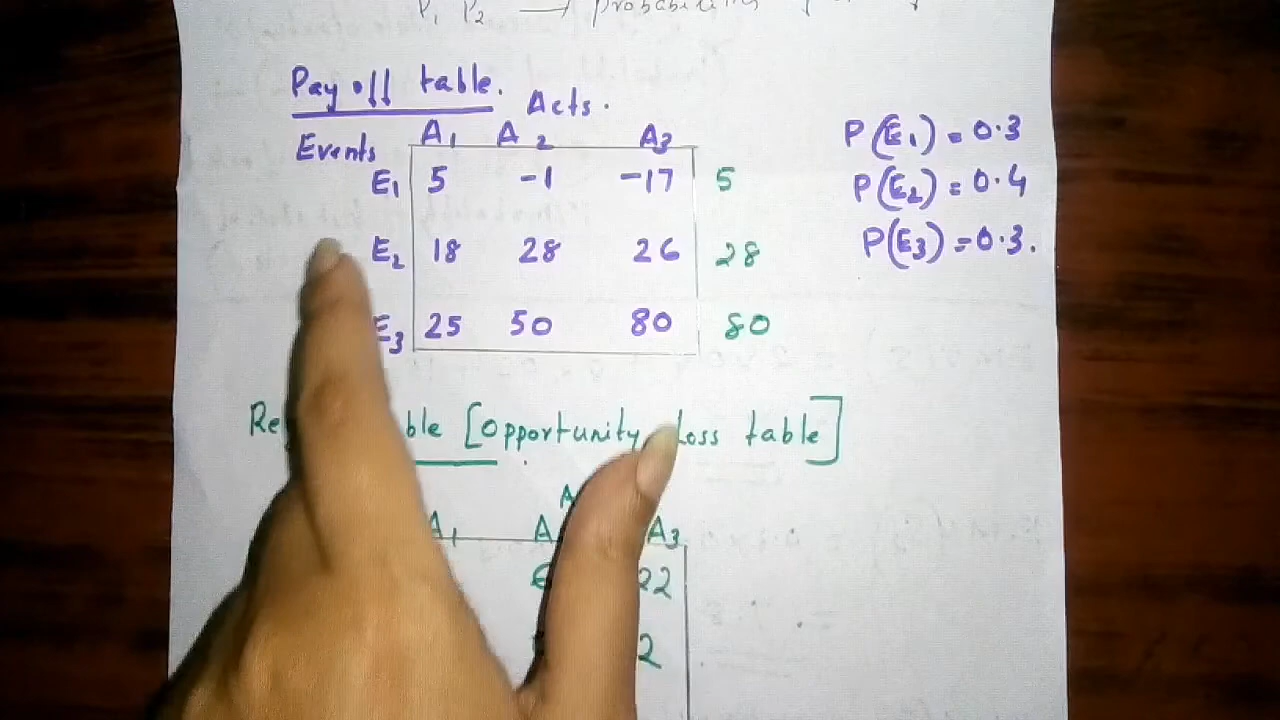 P1 P2 →
Pay off table.
Acts.
Events A1 A2 A3
E1 5 -1 -17 5
E2 18 28 26 28
E3 25 50 80 80
P(E1) = 0.3
P(E2) = 0.4
P(E3) = 0.3.
[Opportunity Loss table]
A1 A3
22
2